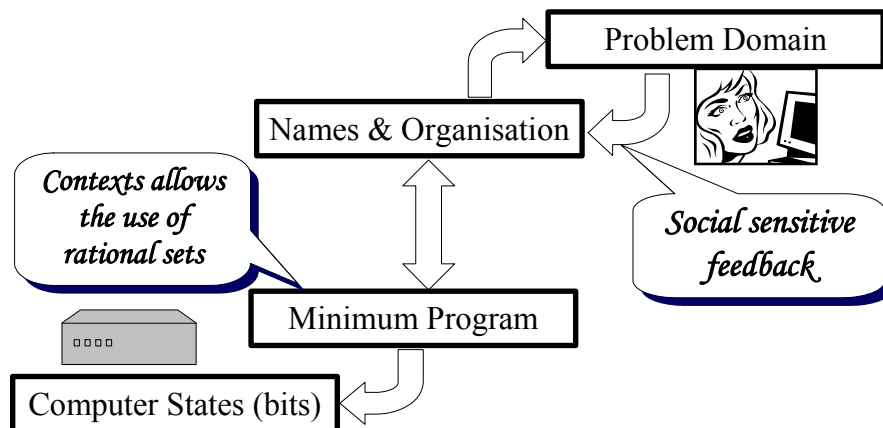 Problem Domain
Names & Organisation
Contexts allows
the use of
rational sets
Social sensitive
feedback
Minimum Program
Computer States (bits)